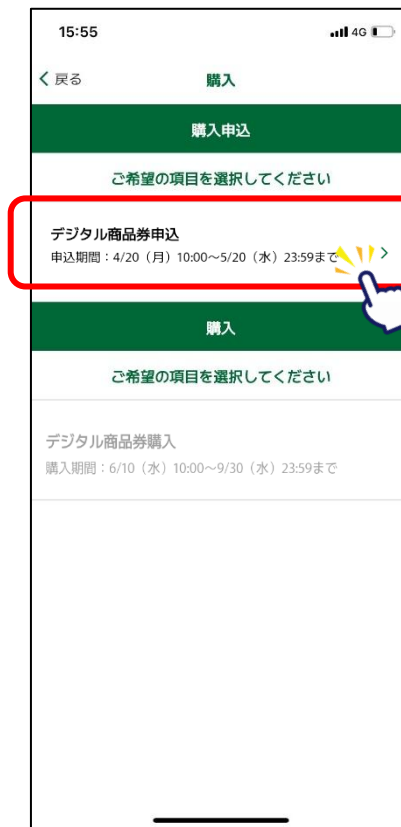 15:55
4G
戻る
購入
購入申込
ご希望の項目を選択してください
デジタル商品券申込
申込期間：4/20（月）10:00～5/20（水）23:59まで
購入
ご希望の項目を選択してください
デジタル商品券購入
購入期間：6/10（水）10:00～9/30（水）23:59まで